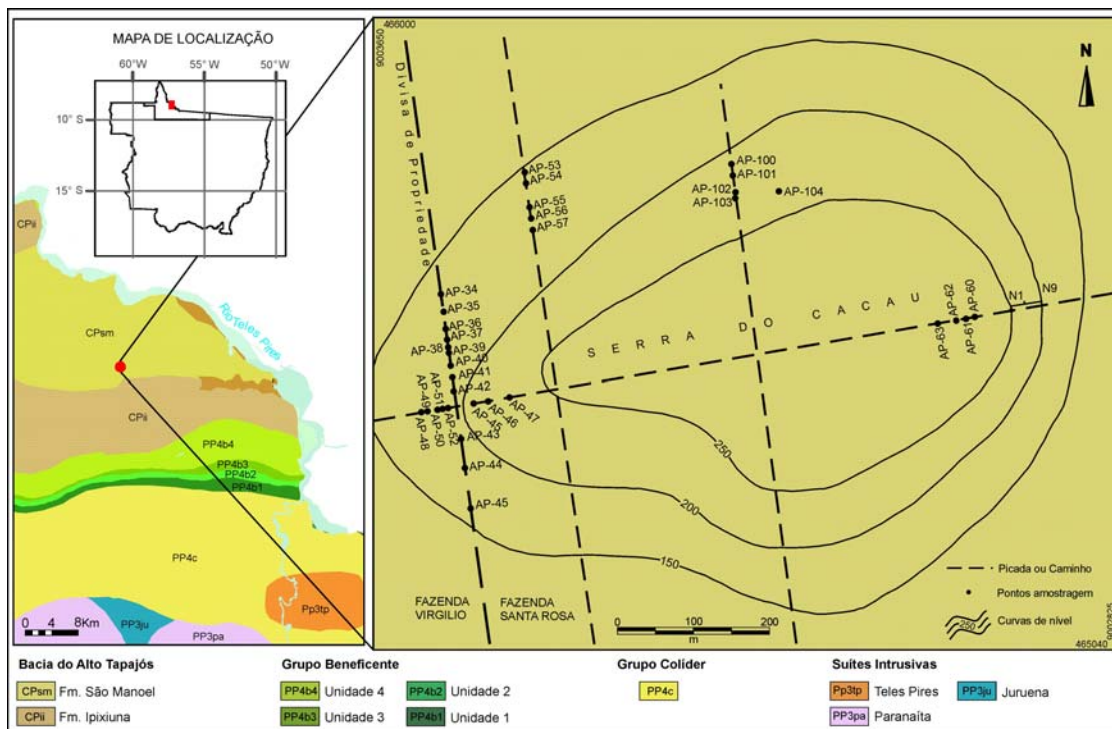 MAPA DE LOCALIZAÇÃO
60°W 55°W 50°W
10° S
15° S
CPii
CPsm
Rio Teles Pires
CPii
PP4b4
PP4b3
PP4b2
PP4b1
PP4c
Pp3tp
PP3ju
PP3pa
0 4 8Km
466000
9003650
N
Divisa de Propriedade
AP-53
AP-54
AP-55
AP-56
AP-57
AP-100
AP-101
AP-102
AP-103
AP-104
AP-34
AP-35
AP-36
AP-37
AP-38
AP-39
AP-40
AP-41
AP-42
AP-51
AP-49
AP-48
AP-50
AP-52
AP-43
AP-44
AP-45
AP-45
AP-46
AP-47
SERRA DO CACAU
AP-63
AP-62
AP-61
AP-60
N1 N9
250
200
150
FAZENDA VIRGILIO
FAZENDA SANTA ROSA
0 100 200
m
Picada ou Caminho
Pontos amostragem
250 Curvas de nível
9002825
465040
Bacia do Alto Tapajós
CPsm Fm. São Manoel
CPii Fm. Ipixiuna
Grupo Beneficente
PP4b4 Unidade 4
PP4b3 Unidade 3
PP4b2 Unidade 2
PP4b1 Unidade 1
Grupo Colíder
PP4c
Suítes Intrusivas
Pp3tp Teles Pires
PP3pa Paranaíta
PP3ju Juruena